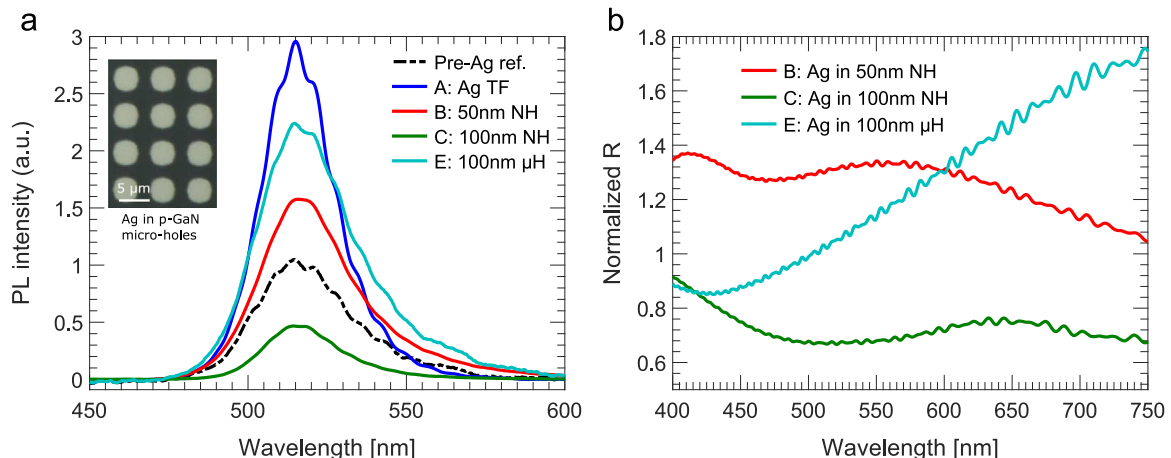 a
PL intensity (a.u.)
3
2.5
2
1.5
1
0.5
0
450
500
550
600
Wavelength [nm]
Pre-Ag ref.
A: Ag TF
B: 50nm NH
C: 100nm NH
E: 100nm µH
5 µm
Ag in p-GaN
micro-holes
b
Normalized R
1.8
1.6
1.4
1.2
1
0.8
0.6
400
450
500
550
600
650
700
750
Wavelength [nm]
B: Ag in 50nm NH
C: Ag in 100nm NH
E: Ag in 100nm µH